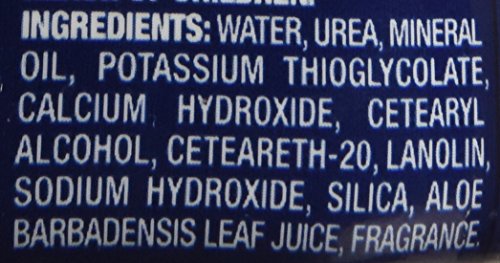 INGREDIENTS: WATER, UREA, MINERAL
OIL, POTASSIUM THIOGLYCOLATE,
CALCIUM HYDROXIDE, CETEARYL
ALCOHOL, CETEARETH-20, LANOLIN,
SODIUM HYDROXIDE, SILICA, ALOE
BARBADENSIS LEAF JUICE, FRAGRANCE.